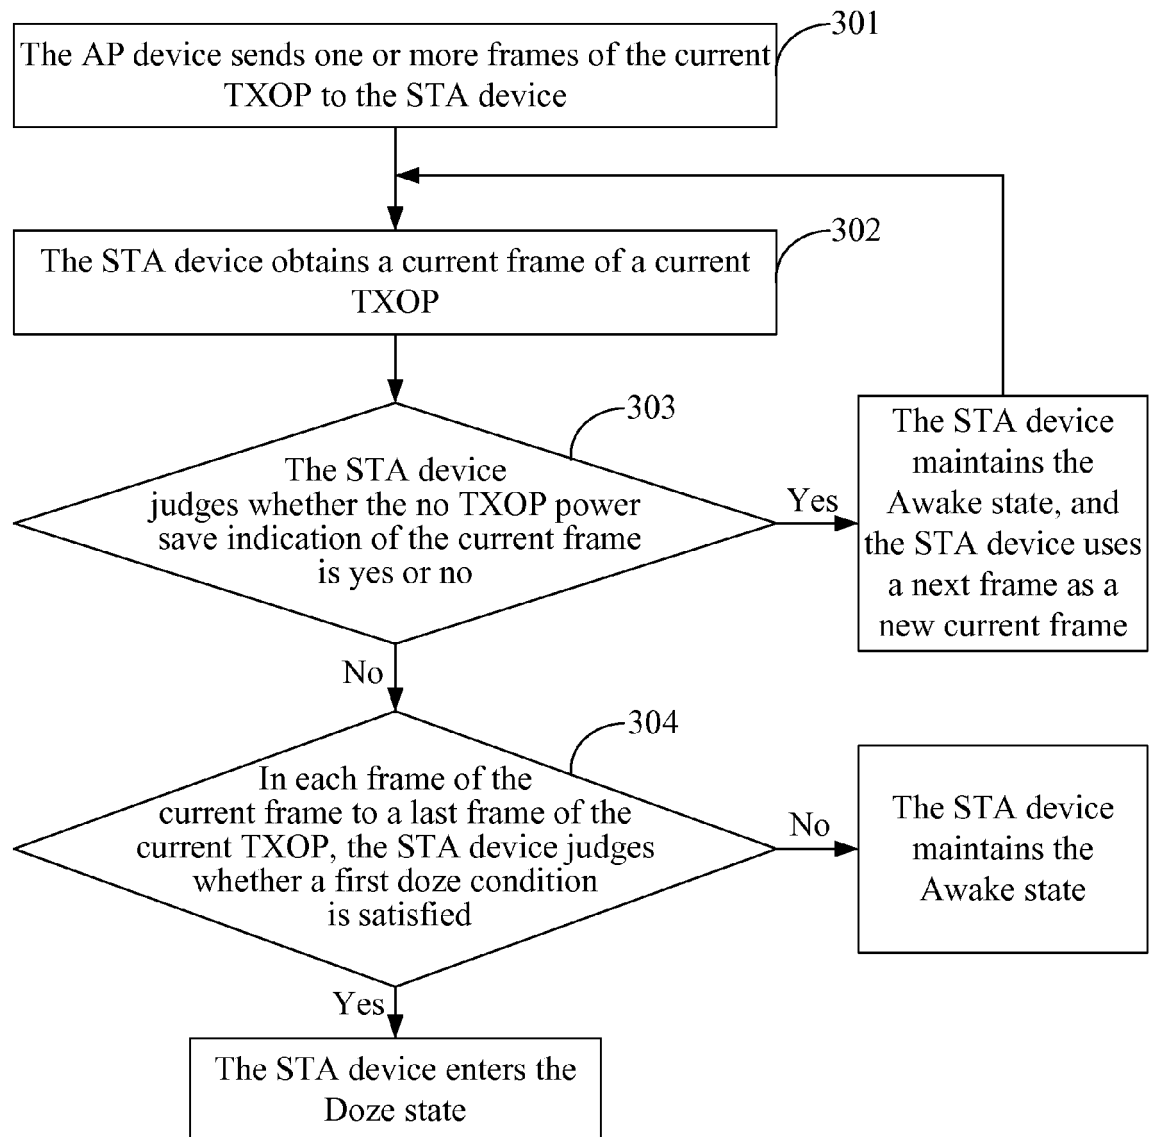 301
The AP device sends one or more frames of the current
TXOP to the STA device
302
The STA device obtains a current frame of a current
TXOP
303
The STA device
judges whether the no TXOP power
save indication of the current frame
is yes or no
Yes
The STA device
maintains the
Awake state, and
the STA device uses
a next frame as a
new current frame
No
304
In each frame of the
current frame to a last frame of the
current TXOP, the STA device judges
whether a first doze condition
is satisfied
No
The STA device
maintains the
Awake state
Yes
The STA device enters the
Doze state